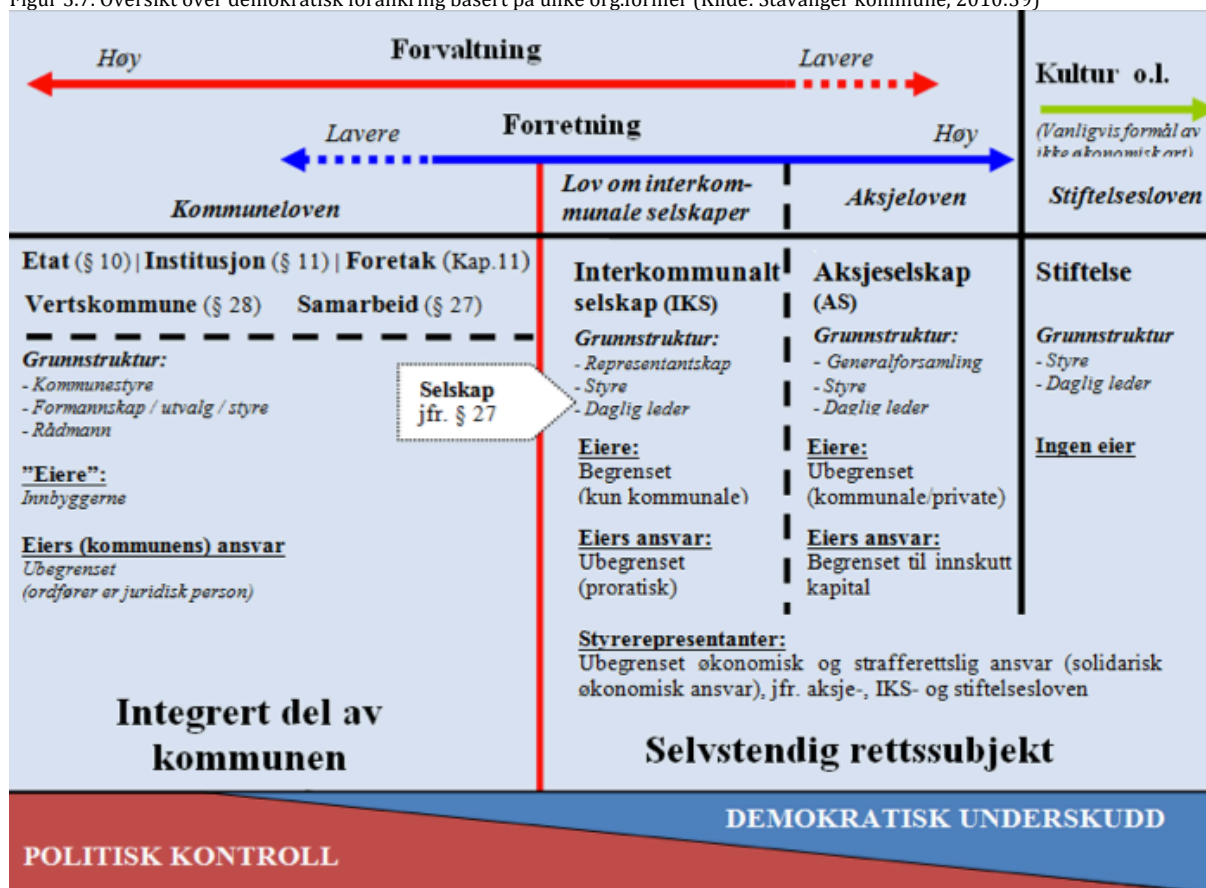 Figur 3.7: Oversikt over demokratisk forankring basert på ulike org.former (Kilde: Stavanger kommune, 2010:39)
Høy
Forvaltning
Lavere
Kultur o.l.
Lavere
Forretning
Høy
(Vanligvis formål av
ikke økonomisk art)
Kommuneloven
Lov om interkom-
munale selskaper
Aksjeloven
Stiftelsesloven
Etat (§ 10) | Institusjon (§ 11) | Foretak (Kap.11)
Vertskommune (§ 28) Samarbeid (§ 27)
Grunnstruktur:
- Kommunestyre
- Formannskap / utvalg / styre
- Rådmann
"Eiere":
Innbyggerne
Eiers (kommunens) ansvar
Ubegrenset
(ordfører er juridisk person)
Selskap
jfr. § 27
Interkommunalt
selskap (IKS)
Grunnstruktur:
- Representantskap
- Styre
- Daglig leder
Eiere:
Begrenset
(kun kommunale)
Eiers ansvar:
Ubegrenset
(proratisk)
Aksjeselskap
(AS)
Grunnstruktur:
- Generalforsamling
- Styre
- Daglig leder
Eiere:
Ubegrenset
(kommunale/private)
Eiers ansvar:
Begrenset til innskutt
kapital
Stiftelse
Grunnstruktur
- Styre
- Daglig leder
Ingen eier
Styrerepresentanter:
Ubegrenset økonomisk og strafferettslig ansvar (solidarisk
økonomisk ansvar), jfr. aksje-, IKS- og stiftelsesloven
Integrert del av
kommunen
Selvstendig rettssubjekt
DEMOKRATISK UNDERSKUDD
POLITISK KONTROLL